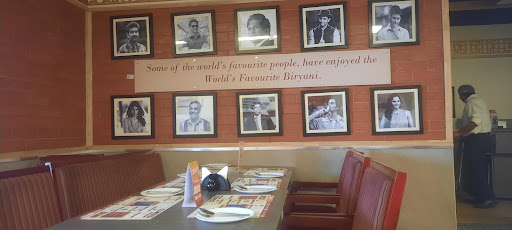 Some of the world's favourite people, have enjoyed the
World's Favourite Biryani.